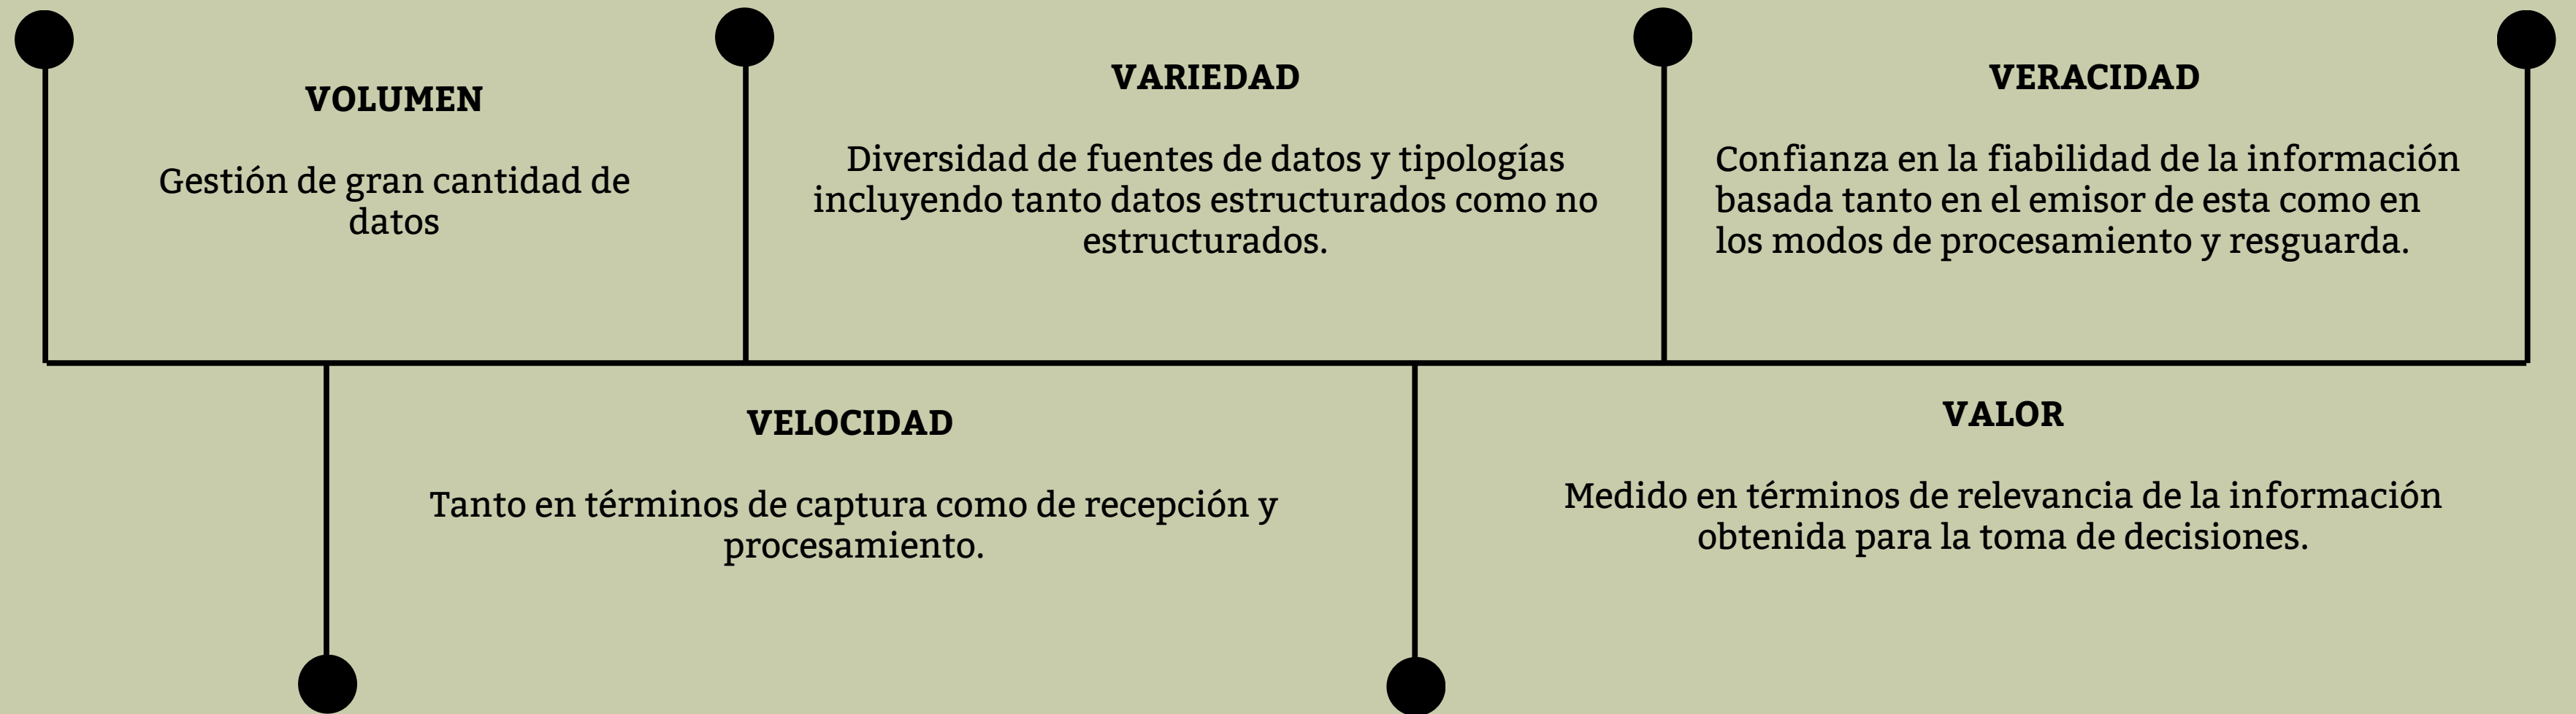 VOLUMEN
Gestión de gran cantidad de
datos
VARIEDAD
Diversidad de fuentes de datos y tipologías
incluyendo tanto datos estructurados como no
estructurados.
VERACIDAD
Confianza en la fiabilidad de la información
basada tanto en el emisor de esta como en
los modos de procesamiento y resguarda.
VELOCIDAD
Tanto en términos de captura como de recepción y
procesamiento.
VALOR
Medido en términos de relevancia de la información
obtenida para la toma de decisiones.